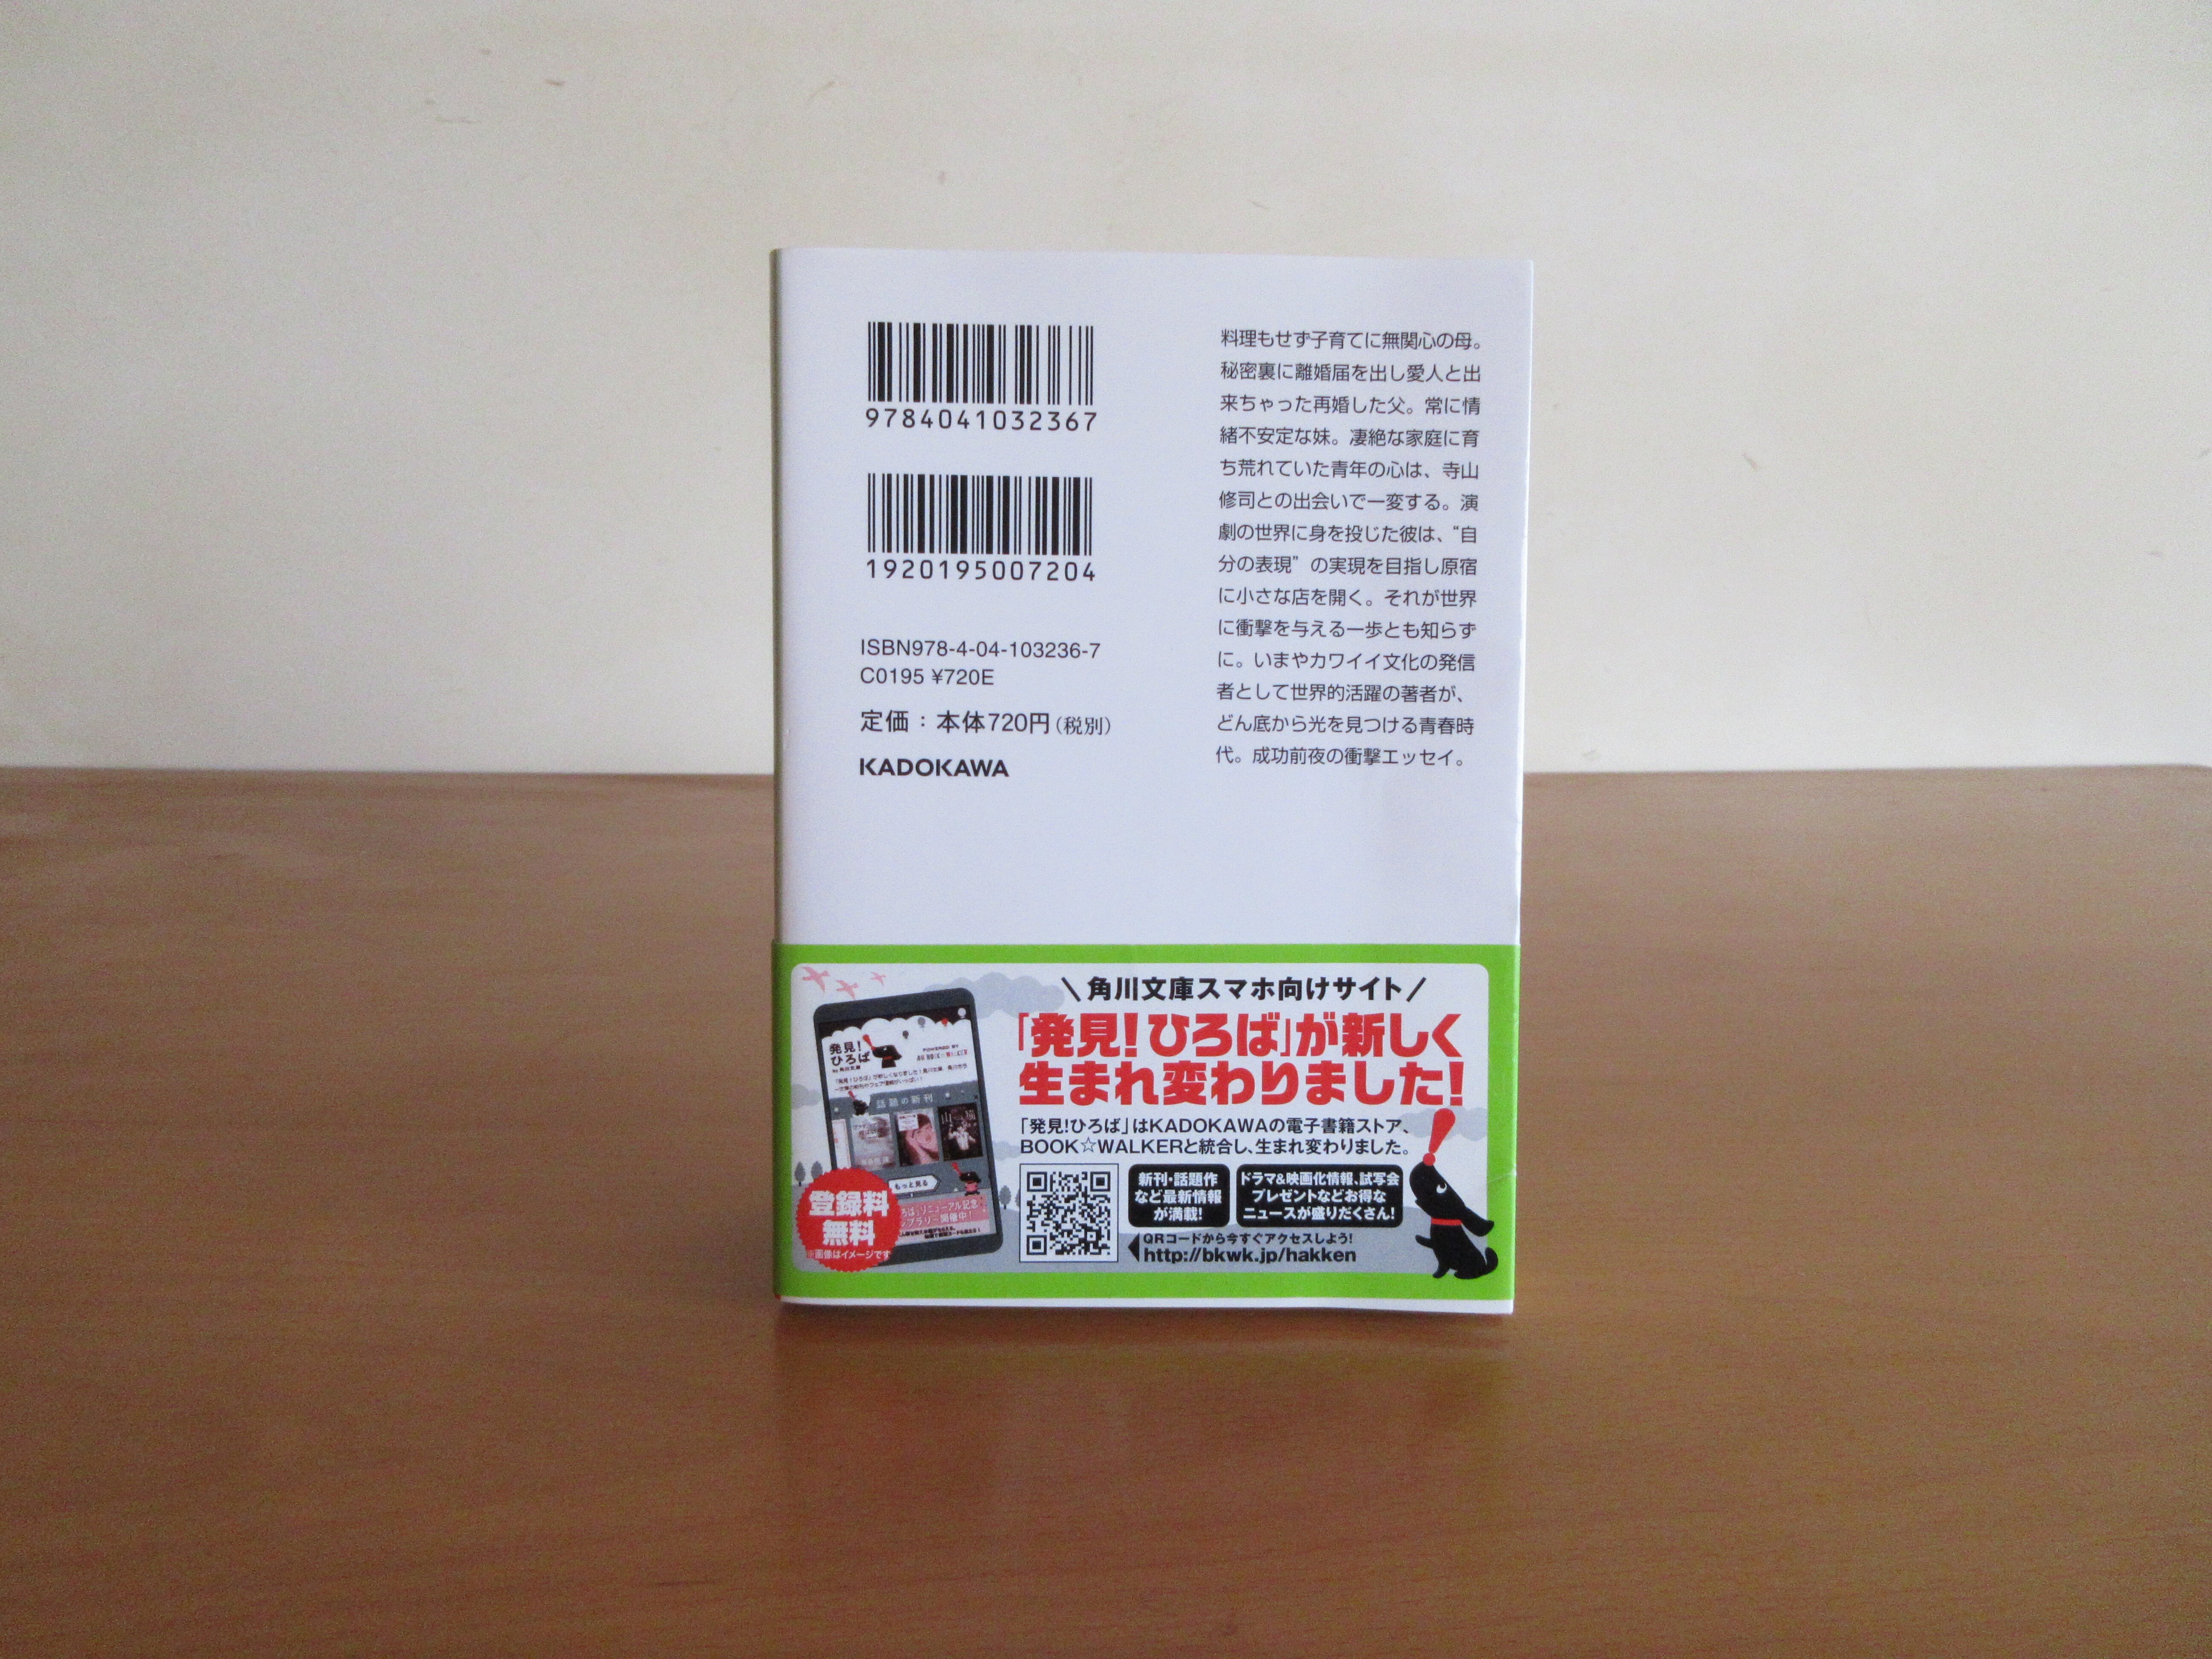 9784041032367
1920195007204
ISBN978-4-04-103236-7
C0195 ¥720E
定価：本体720円（税別）
KADOKAWA
料理もせず子育てに無関心の母。
秘密裏に離婚届を出し愛人と出
来ちゃった再婚した父。常に情
緒不安定な妹。凄絶な家庭に育
ち荒れていた青年の心は、寺山
修司との出会いで一変する。演
劇の世界に身を投じた彼は、“自
分の表現”の実現を目指し原宿
に小さな店を開く。それが世界
に衝撃を与える一歩とも知らず
に。いまやカワイイ文化の発信
者として世界的活躍の著者が、
どん底から光を見つける青春時
代。成功前夜の衝撃エッセイ。
\角川文庫スマホ向けサイト/
「発見!ひろば」が新しく
生まれ変わりました!
「発見!ひろば」はKADOKAWAの電子書籍ストア、
BOOK☆WALKERと統合し、生まれ変わりました。
新刊・話題作
など最新情報
が満載!
ドラマ&映画化情報、試写会
プレゼントなどお得な
ニュースが盛りだくさん!
QRコードから今すぐアクセスしよう!
http://bkwk.jp/hakken
発見!
ひろば
by 角川文庫
POWERED BY
話題の新刊
もっと見る
登録料
無料
※画像はイメージです